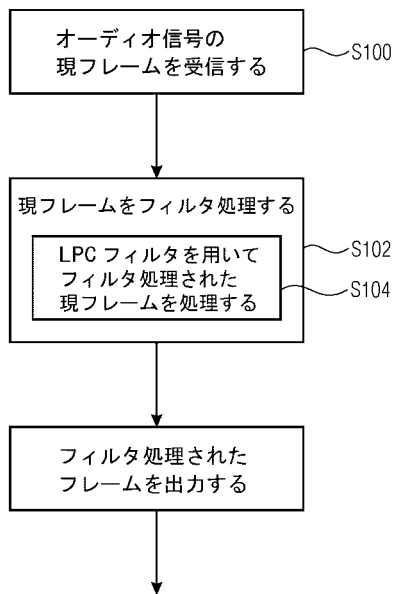 オーディオ信号の
現フレームを受信する
S100
現フレームをフィルタ処理する
LPCフィルタを用いて
フィルタ処理された
現フレームを処理する
S102
S104
フィルタ処理された
フレームを出力する